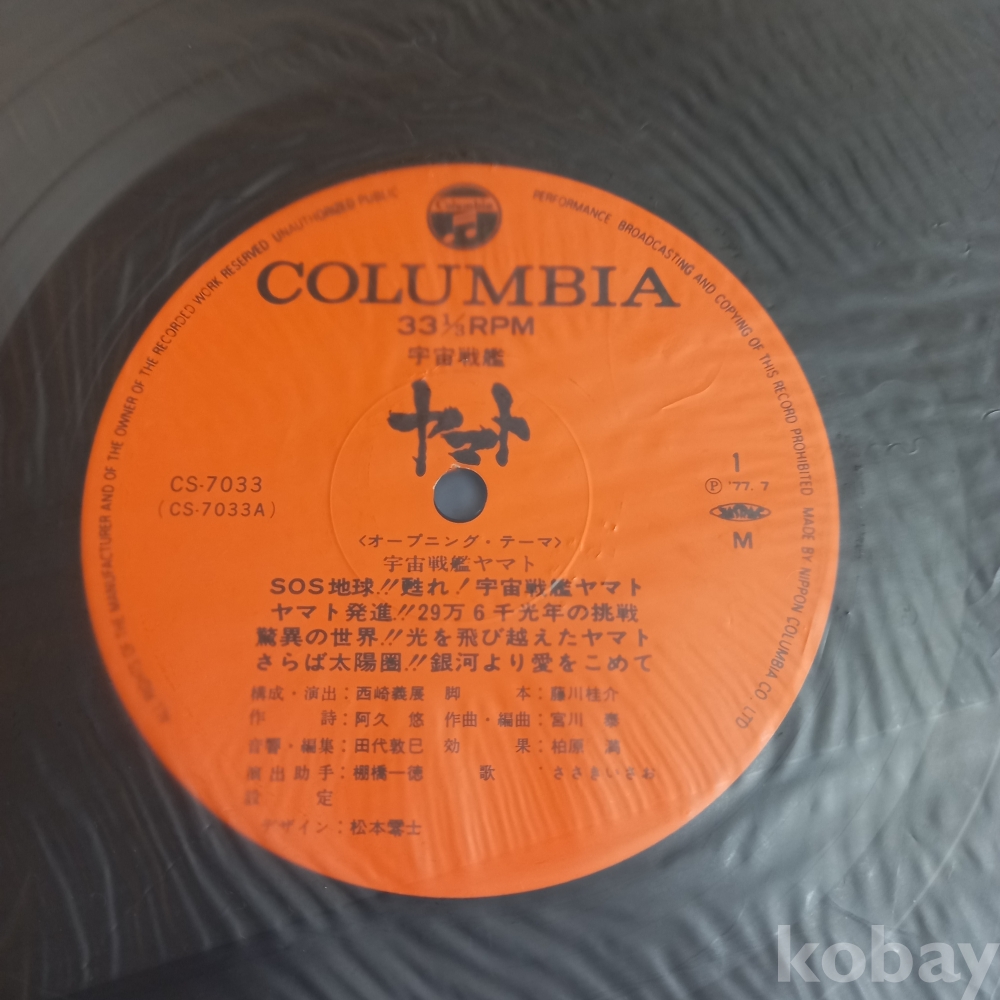 Columbia
COLUMBIA
33 1/3 RPM
宇宙戦艦
ヤマト
CS-7033
(CS-7033A)
1
Ⓟ '77. 7
M
〈オープニング・テーマ〉
宇宙戦艦ヤマト
SOS地球!!甦れ!宇宙戦艦ヤマト
ヤマト発進!!29万6千光年の挑戦
驚異の世界!!光を飛び越えたヤマト
さらば太陽圏!!銀河より愛をこめて
構成・演出：西崎義展 脚本：藤川桂介
作詩：阿久悠 作曲・編曲：宮川泰
音響・編集：田代敦巳 効果：柏原満
演出助手：棚橋一徳 歌：ささきいさお
設定
デザイン：松本零士
ALL RIGHTS OF THE MANUFACTURER AND OF THE OWNER OF THE RECORDED WORK RESERVED UNAUTHORIZED PUBLIC PERFORMANCE BROADCASTING AND COPYING OF THIS RECORD PROHIBITED MADE BY NIPPON COLUMBIA CO. LTD
kobay